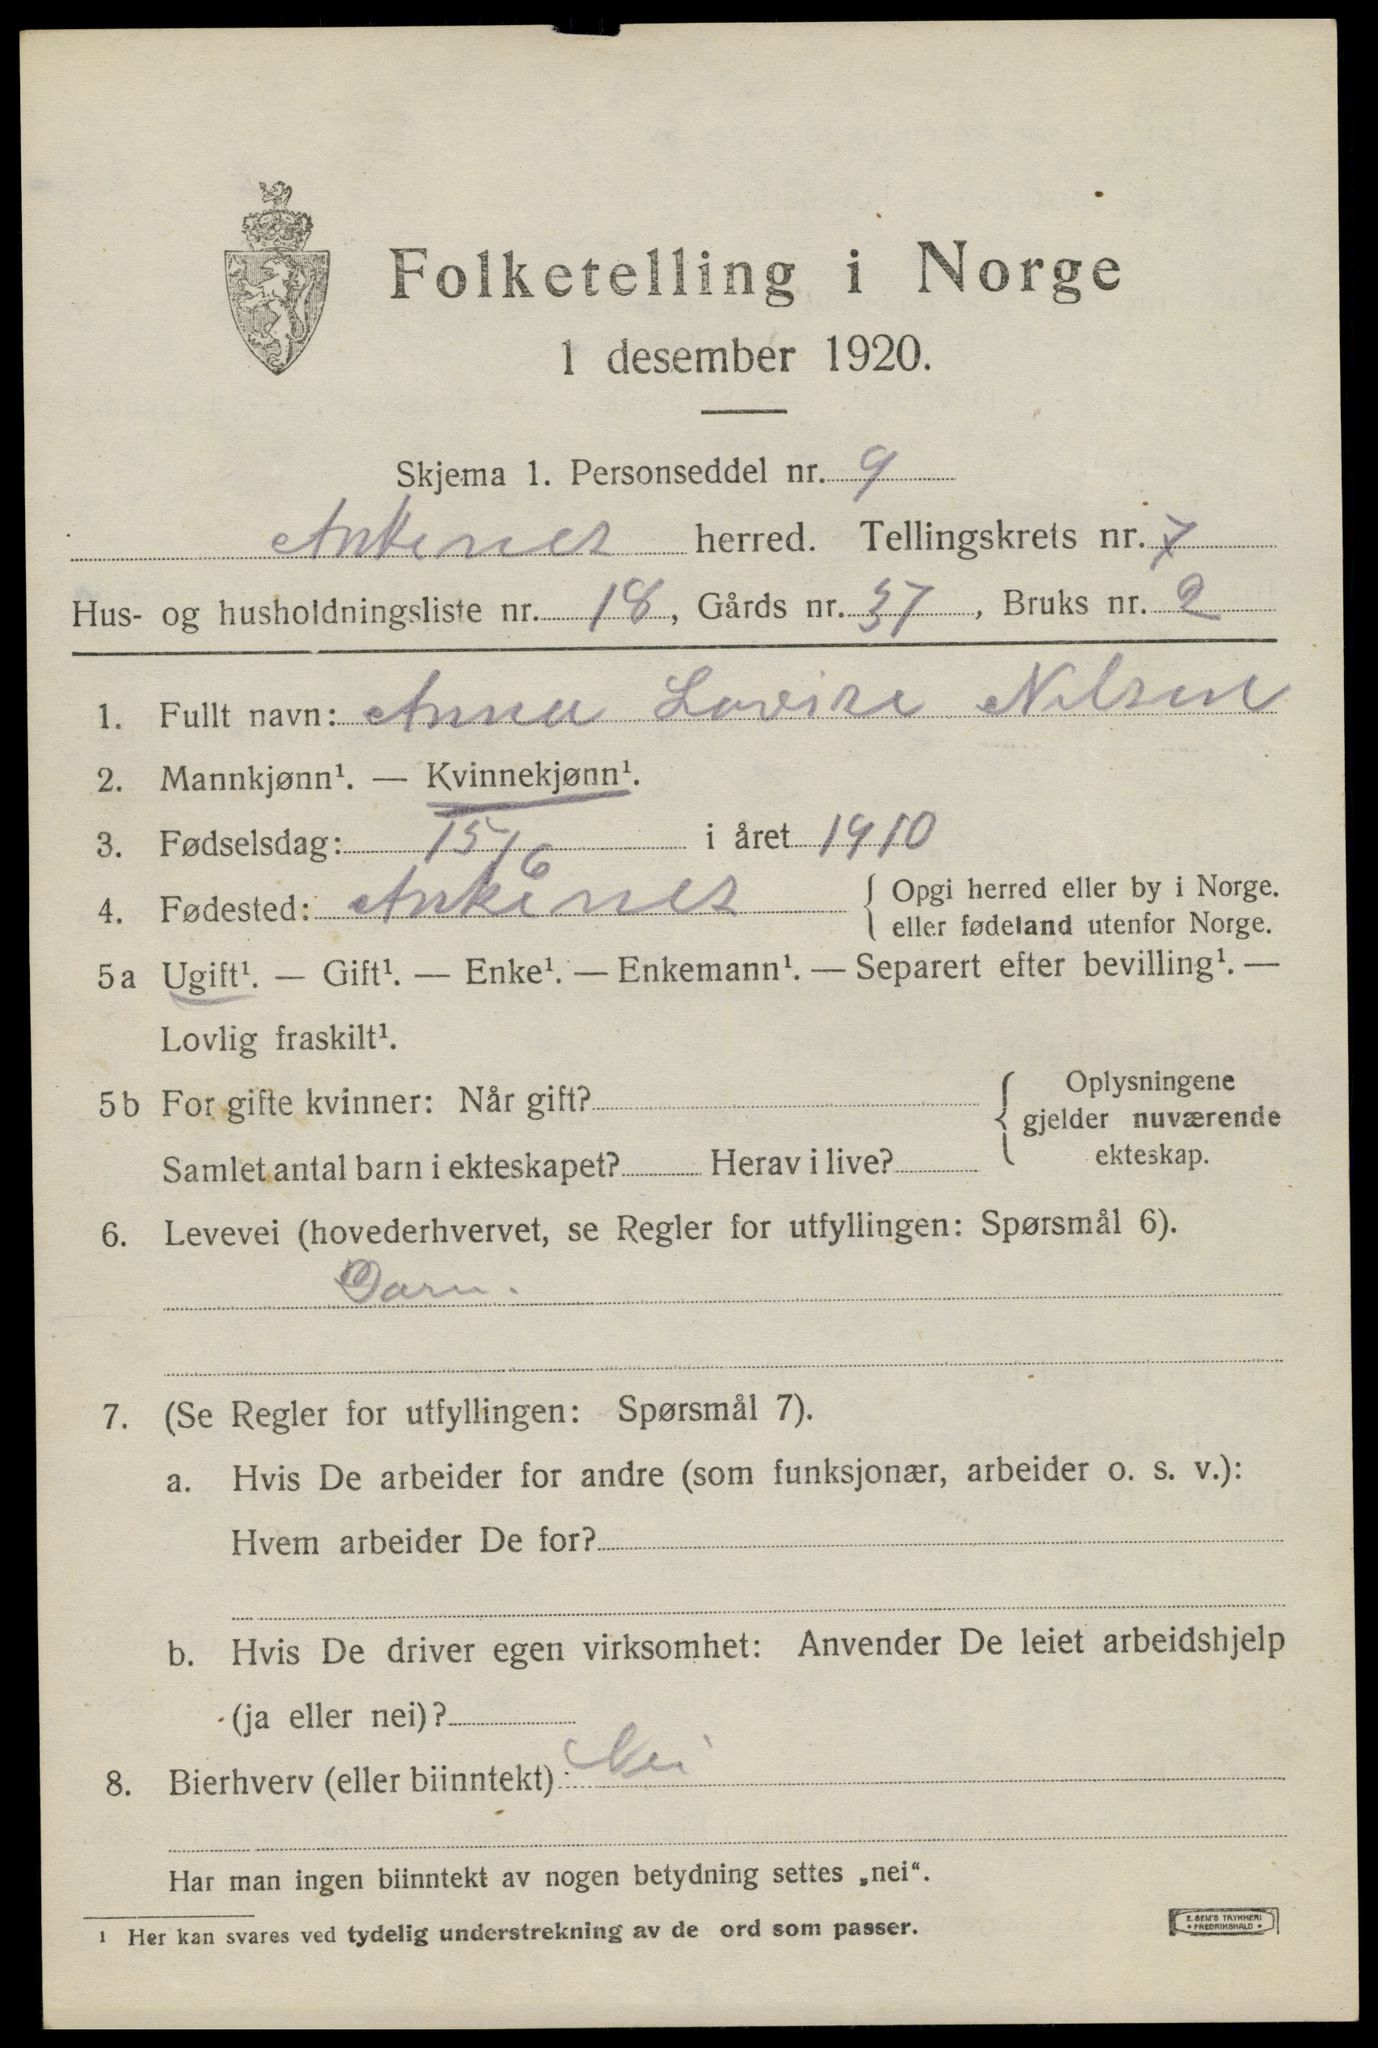 Folketelling i Norge
1 desember 1920.
Skjema 1. Personseddel nr. 9
Ankenes herred. Tellingskrets nr. 7
Hus- og husholdningsliste nr. 18, Gårds nr. 37, Bruks nr. 2
1. Fullt navn: Anna Lovise Nilsen
2. Mannkjønn¹. — Kvinnekjønn¹.
3. Fødselsdag: 15/6 i året 1910
4. Fødested: Ankenes { Opgi herred eller by i Norge.
eller fødeland utenfor Norge.
5a Ugift¹. — Gift¹. — Enke¹. — Enkemann¹. — Separert efter bevilling¹. —
Lovlig fraskilt¹.
5b For gifte kvinner: Når gift?
Samlet antal barn i ekteskapet? Herav i live?
{ Oplysningene
gjelder nuværende
ekteskap.
6. Levevei (hovederhvervet, se Regler for utfyllingen: Spørsmål 6).
Barn.
7. (Se Regler for utfyllingen: Spørsmål 7).
a. Hvis De arbeider for andre (som funksjonær, arbeider o. s. v.):
Hvem arbeider De for?
b. Hvis De driver egen virksomhet: Anvender De leiet arbeidshjelp
(ja eller nei)?
8. Bierhverv (eller biinntekt): Nei
Har man ingen biinntekt av nogen betydning settes „nei“.
¹ Her kan svares ved tydelig understrekning av de ord som passer.
E. SEM'S TRYKKERI
• FREDRIKSHALD •